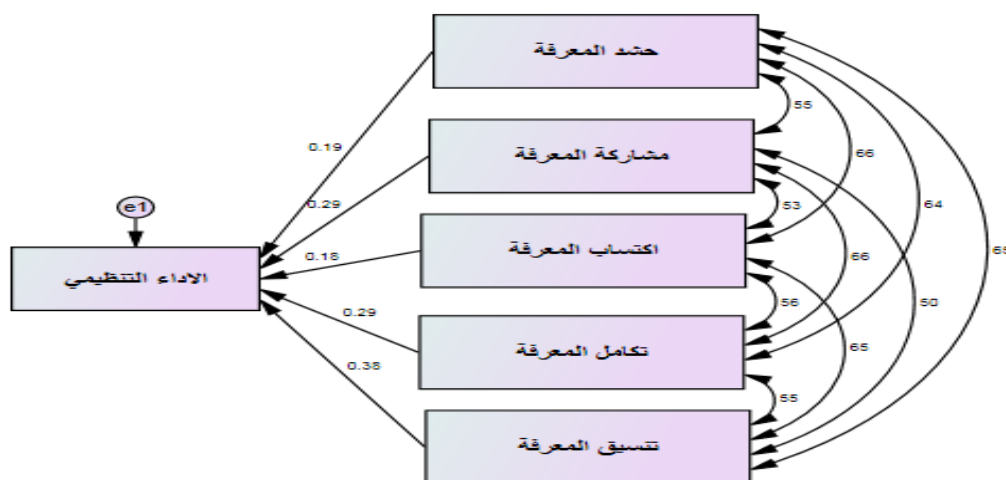 حشد المعرفة
55
0.19
مشاركة المعرفة
66
0.29
53
64
e1
اكتساب المعرفة
0.18
66
الاداء التنظيمي
56
50
0.29
تكامل المعرفة
65
0.38
55
تنسيق المعرفة